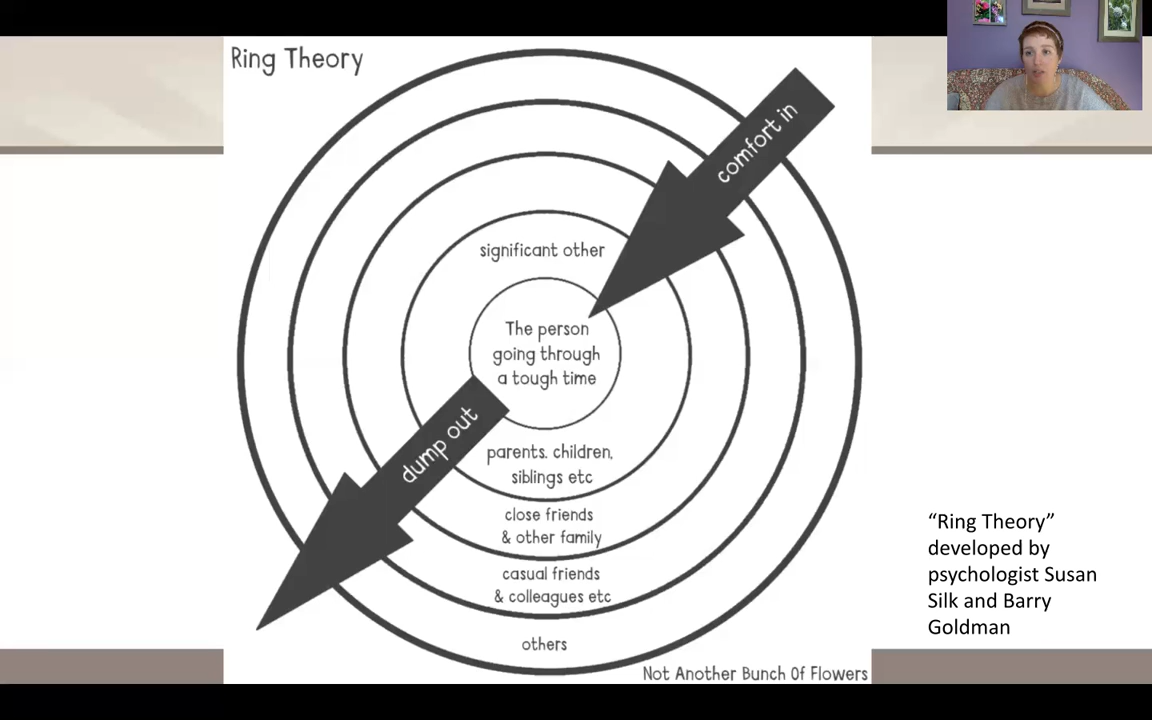 Ring Theory
comfort in
significant other
The person
going through
a tough time
dump out
parents. children,
siblings etc
close friends
& other family
casual friends
& colleagues etc
others
Not Another Bunch Of Flowers
“Ring Theory”
developed by
psychologist Susan
Silk and Barry
Goldman